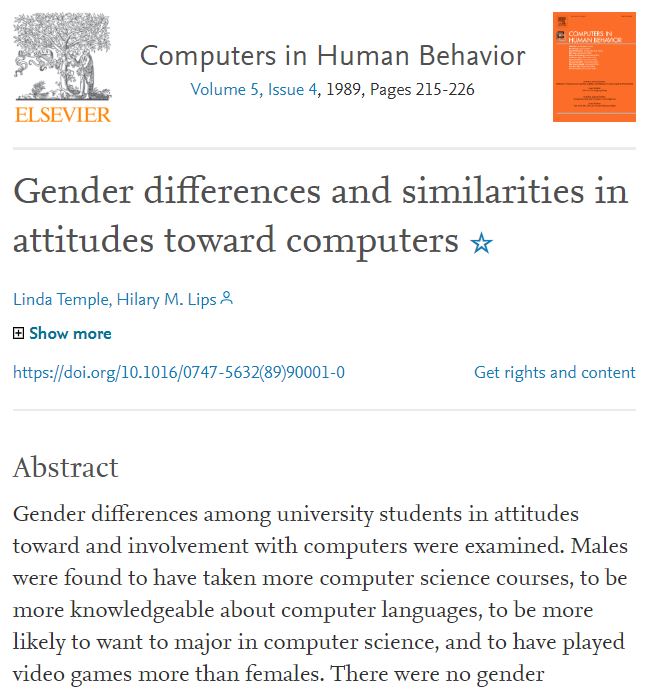 ELSEVIER
Computers in Human Behavior
Volume 5, Issue 4, 1989, Pages 215-226
COMPUTERS IN
HUMAN BEHAVIOR
Gender differences and similarities in
attitudes toward computers
Linda Temple, Hilary M. Lips
Show more
https://doi.org/10.1016/0747-5632(89)90001-0
Get rights and content
Abstract
Gender differences among university students in attitudes
toward and involvement with computers were examined. Males
were found to have taken more computer science courses, to be
more knowledgeable about computer languages, to be more
likely to want to major in computer science, and to have played
video games more than females. There were no gender